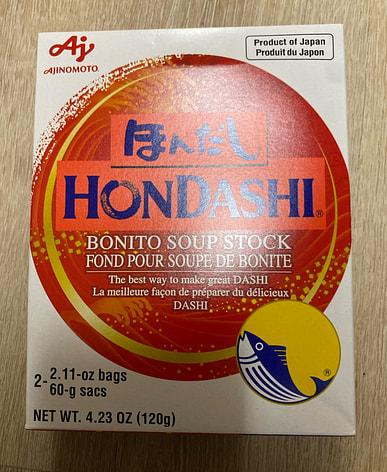 Aj
AJINOMOTO®
Product of Japan
Produit du Japon
ほんだし
HONDASHI®
BONITO SOUP STOCK
FOND POUR SOUPE DE BONITE
The best way to make great DASHI
La meilleure façon de préparer du délicieux
DASHI
®
2- 2.11-oz bags
60-g sacs
NET WT. 4.23 OZ (120g)